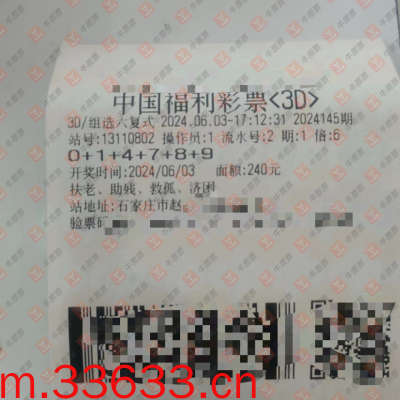 中国福利彩票<3D>
3D/组选六复式 2024.06.03-17:12:31 2024145期
站号:13110802 操作员:1 流水号:2 期:1 倍:6
0+1+4+7+8+9
开奖时间:2024/06/03 面额:240元
扶老、助残、救孤、济困
站地址:石家庄市赵
验票码
m.33633.cn